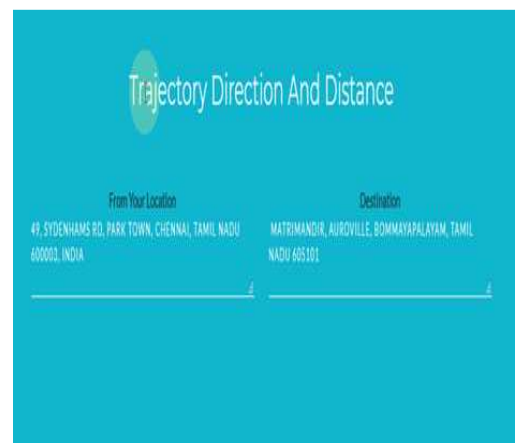 Trajectory Direction And Distance
From Your Location
49, SYDENHAMS RD, PARK TOWN, CHENNAI, TAMIL NADU
600003, INDIA
Destination
MATRIMANDIR, AUROVILLE, BOMMAYAPALAYAM, TAMIL
NADU 605101